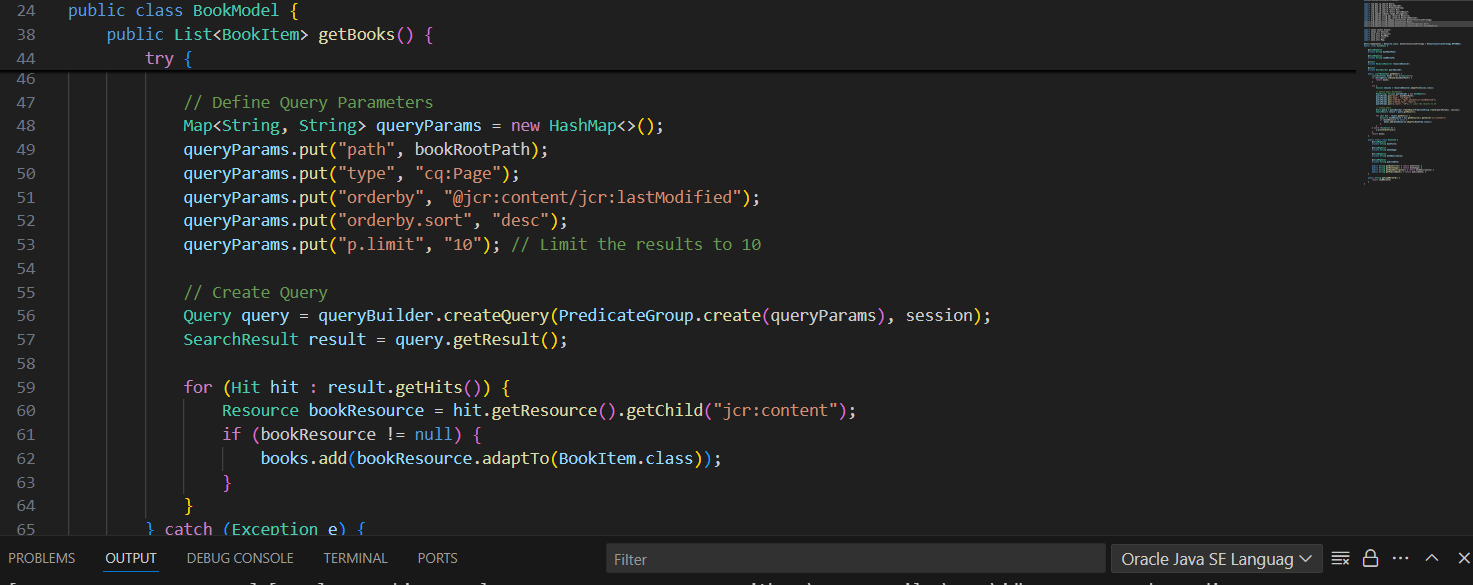 24 public class BookModel {
38 public List<BookItem> getBooks() {
44 try {
46
47 // Define Query Parameters
48 Map<String, String> queryParams = new HashMap<>();
49 queryParams.put("path", bookRootPath);
50 queryParams.put("type", "cq:Page");
51 queryParams.put("orderby", "@jcr:content/jcr:lastModified");
52 queryParams.put("orderby.sort", "desc");
53 queryParams.put("p.limit", "10"); // Limit the results to 10
54
55 // Create Query
56 Query query = queryBuilder.createQuery(PredicateGroup.create(queryParams), session);
57 SearchResult result = query.getResult();
58
59 for (Hit hit : result.getHits()) {
60 Resource bookResource = hit.getResource().getChild("jcr:content");
61 if (bookResource != null) {
62 books.add(bookResource.adaptTo(BookItem.class));
63 }
64 }
65 } catch (Exception e) {
PROBLEMS OUTPUT DEBUG CONSOLE TERMINAL PORTS Filter Oracle Java SE Languag